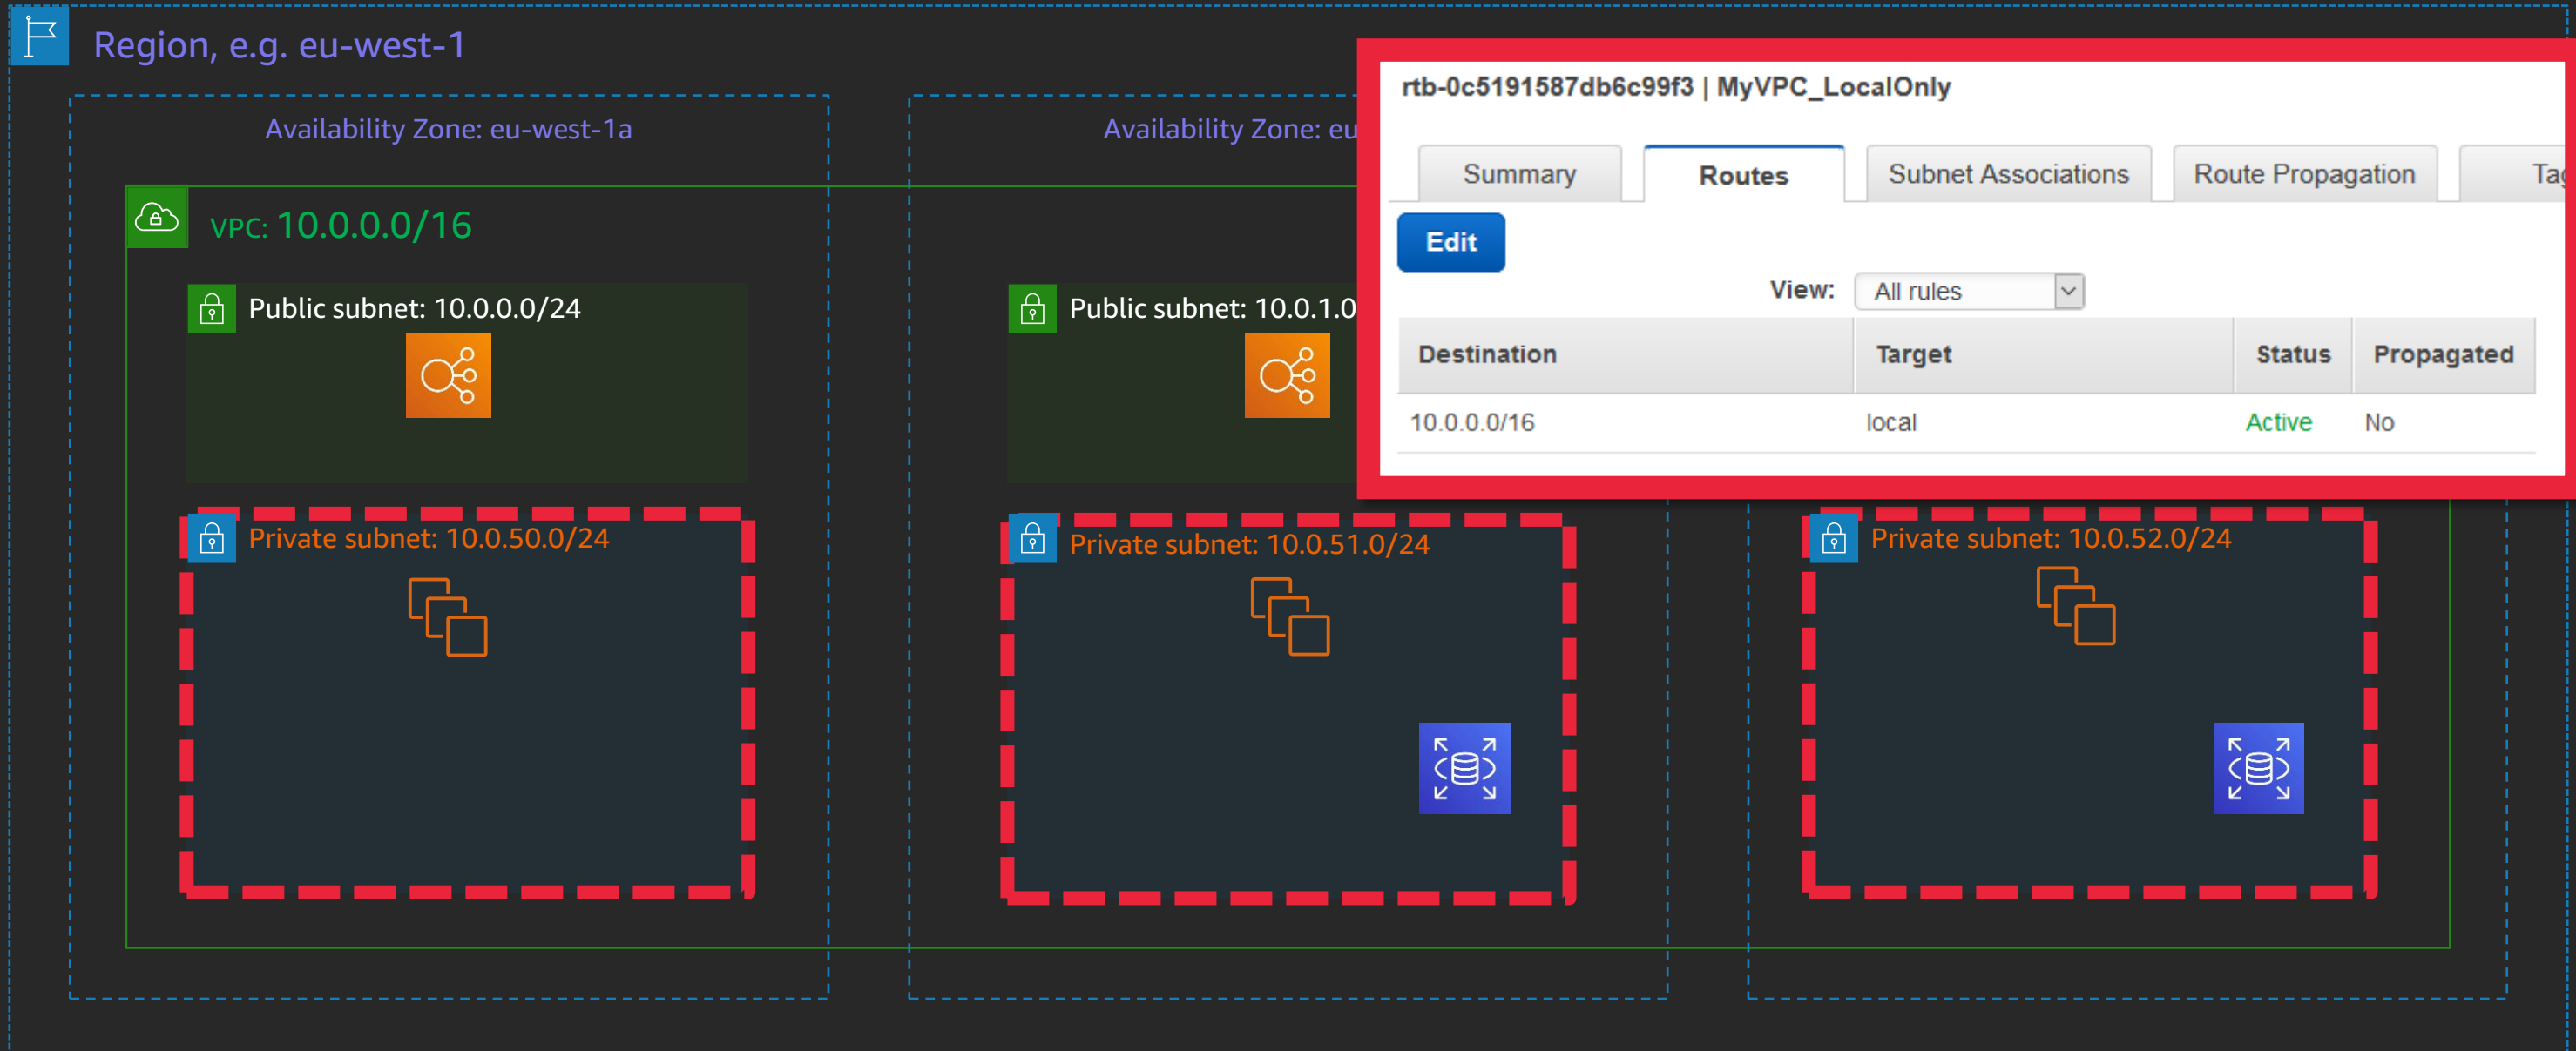 Region, e.g. eu-west-1
Availability Zone: eu-west-1a
Availability Zone: eu
VPC: 10.0.0.0/16
Public subnet: 10.0.0.0/24
Public subnet: 10.0.1.0
Private subnet: 10.0.50.0/24
Private subnet: 10.0.51.0/24
Private subnet: 10.0.52.0/24
rtb-0c5191587db6c99f3 | MyVPC_LocalOnly
Summary Routes Subnet Associations Route Propagation Tag
Edit
View: All rules
Destination Target Status Propagated
10.0.0.0/16 local Active No